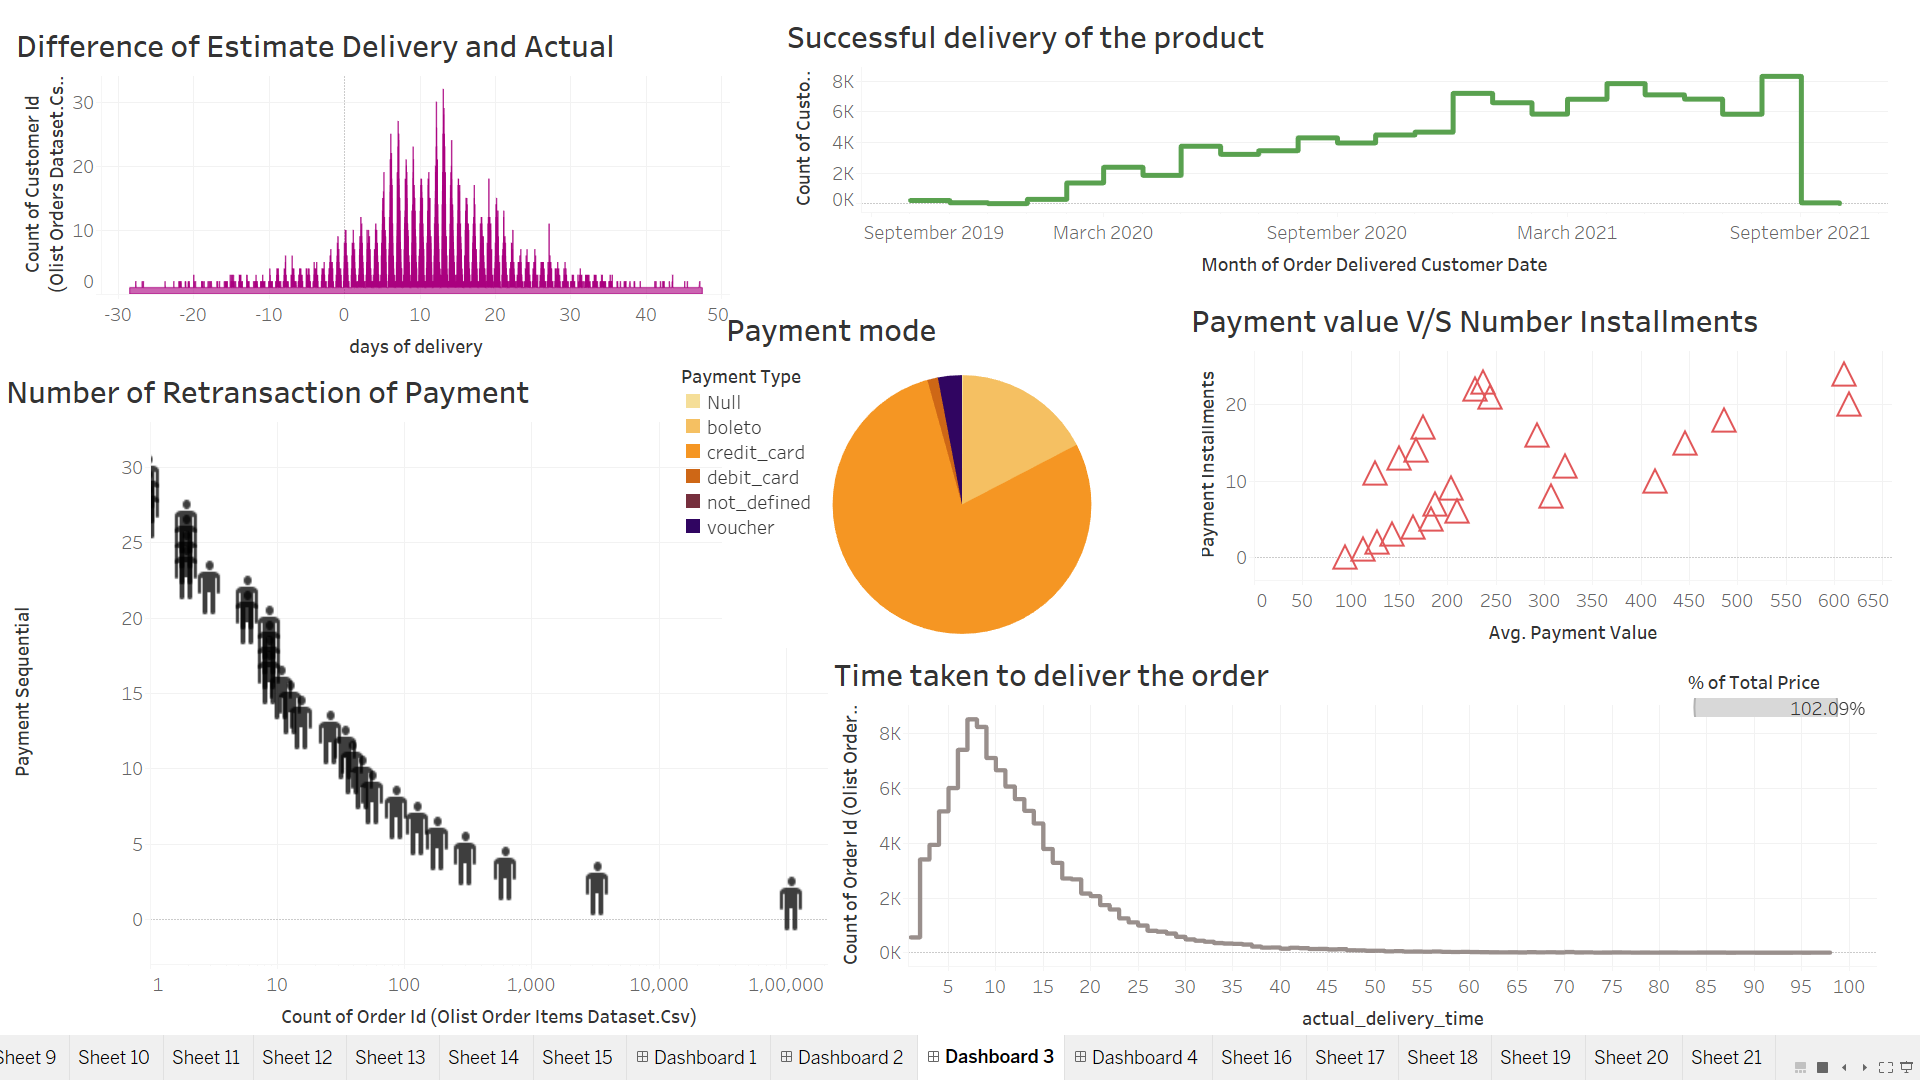 Difference of Estimate Delivery and Actual
Count of Customer Id
(Olist Orders Dataset.Cs..
30
20
10
0
-30 -20 -10 0 10 20 30 40 50
days of delivery
Successful delivery of the product
Count of Custo..
8K
6K
4K
2K
0K
September 2019 March 2020 September 2020 March 2021 September 2021
Month of Order Delivered Customer Date
Number of Retransaction of Payment
Payment Sequential
30
25
20
15
10
5
0
1 10 100 1,000 10,000 1,00,000
Count of Order Id (Olist Order Items Dataset.Csv)
Payment mode
Payment Type
Null
boleto
credit_card
debit_card
not_defined
voucher
Payment value V/S Number Installments
Payment Installments
20
10
0
0 50 100 150 200 250 300 350 400 450 500 550 600 650
Avg. Payment Value
Time taken to deliver the order
% of Total Price
102.09%
Count of Order Id (Olist Order..
8K
6K
4K
2K
0K
5 10 15 20 25 30 35 40 45 50 55 60 65 70 75 80 85 90 95 100
actual_delivery_time
Sheet 9 Sheet 10 Sheet 11 Sheet 12 Sheet 13 Sheet 14 Sheet 15 Dashboard 1 Dashboard 2 Dashboard 3 Dashboard 4 Sheet 16 Sheet 17 Sheet 18 Sheet 19 Sheet 20 Sheet 21